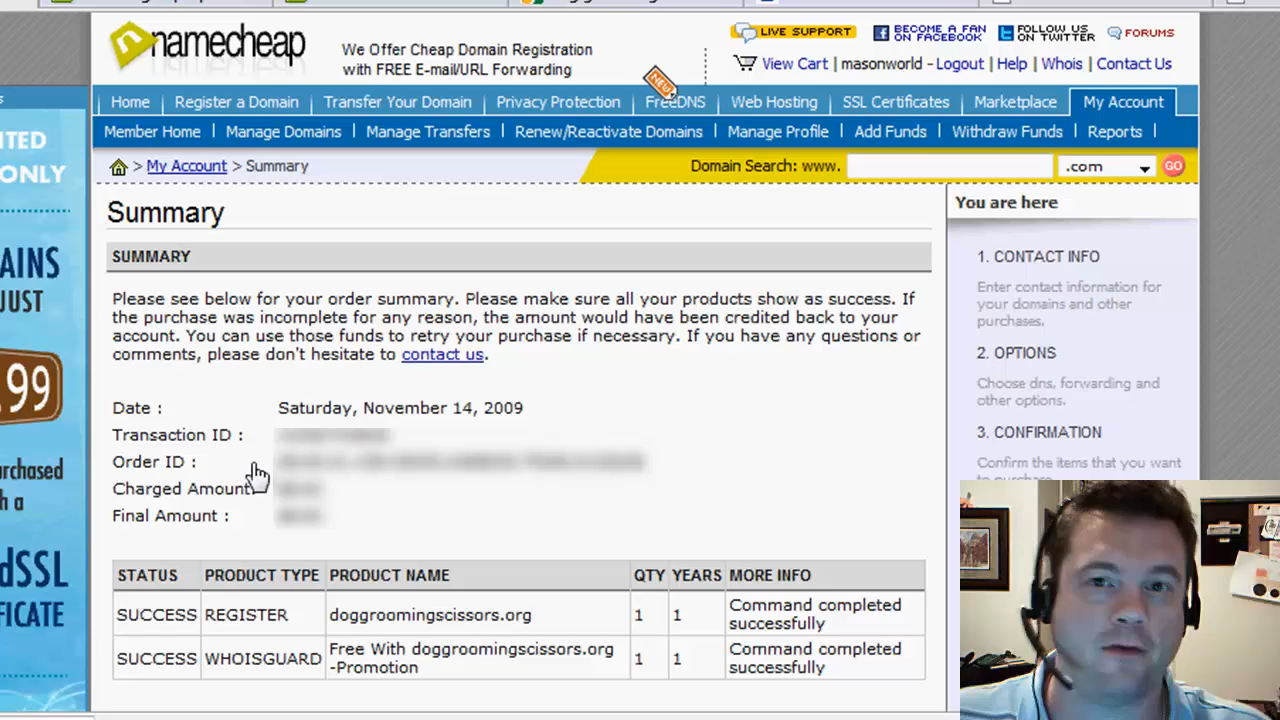 namecheap
We Offer Cheap Domain Registration
with FREE E-mail/URL Forwarding
LIVE SUPPORT
BECOME A FAN
ON FACEBOOK
FOLLOW US
ON TWITTER
FORUMS
NEW
View Cart | masonworld - Logout | Help | Whois | Contact Us
Home | Register a Domain | Transfer Your Domain | Privacy Protection | FreeDNS | Web Hosting | SSL Certificates | Marketplace | My Account
Member Home | Manage Domains | Manage Transfers | Renew/Reactivate Domains | Manage Profile | Add Funds | Withdraw Funds | Reports |
> My Account > Summary
Domain Search: www.
.com
GO
ITED
ONLY
AINS
JUST
.99
urchased
h a
dSSL
IFICATE
Summary
SUMMARY
Please see below for your order summary. Please make sure all your products show as success. If
the purchase was incomplete for any reason, the amount would have been credited back to your
account. You can use those funds to retry your purchase if necessary. If you have any questions or
comments, please don't hesitate to contact us.
Date : Saturday, November 14, 2009
Transaction ID :
Order ID :
Charged Amount
Final Amount :
STATUS PRODUCT TYPE PRODUCT NAME QTY YEARS MORE INFO
SUCCESS REGISTER doggroomingscissors.org 1 1 Command completed
successfully
SUCCESS WHOISGUARD Free With doggroomingscissors.org 1 1 Command completed
-Promotion successfully
You are here
1. CONTACT INFO
Enter contact information for
your domains and other
purchases.
2. OPTIONS
Choose dns, forwarding and
other options.
3. CONFIRMATION
Confirm the items that you want